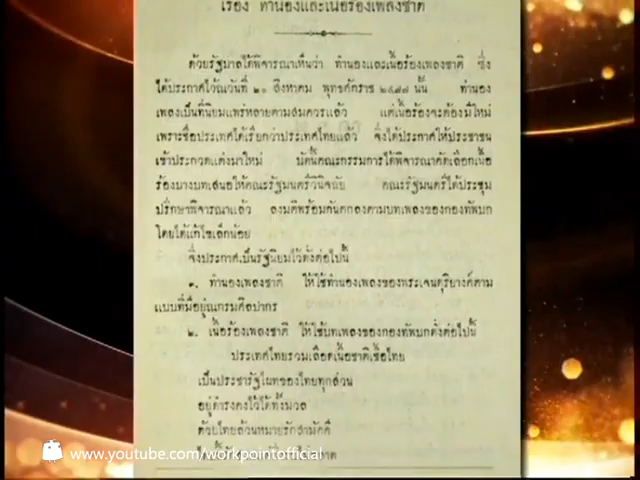 เรื่อง ทำนองและเนื้อร้องเพลงชาติ
ด้วยรัฐบาลได้พิจารณาเห็นว่า ทำนองและเนื้อร้องเพลงชาติ ซึ่ง
ได้ประกาศไว้ณวันที่ ๒๐ สิงหาคม พุทธศักราช ๒๔๗๗ นั้น ทำนอง
เพลงเป็นที่นิยมแพร่หลายตามสมควรแล้ว แต่เนื้อร้องจะต้องมีใหม่
เพราะชื่อประเทศได้เรียกว่าประเทศไทยแล้ว จึ่งได้ประกาศให้ประชาชน
เข้าประกวดแต่งมาใหม่ บัดนี้คณะกรรมการได้พิจารณาคัดเลือกเนื้อ
ร้องบางบทเสนอให้คณะรัฐมนตรีวินิจฉัย คณะรัฐมนตรีได้ประชุม
ปรึกษาพิจารณาแล้ว ลงมติพร้อมกันตกลงตามบทเพลงของกองทัพบก
โดยได้แก้ไขเล็กน้อย
จึ่งประกาศเป็นรัฐนิยมไว้ดั่งต่อไปนี้
๑. ทำนองเพลงชาติ ให้ใช้ทำนองเพลงของพระเจนดุริยางค์ตาม
แบบที่มีอยู่ณกรมศิลปากร
๒. เนื้อร้องเพลงชาติ ให้ใช้บทเพลงของกองทัพบกดั่งต่อไปนี้
ประเทศไทยรวมเลือดเนื้อชาติเชื้อไทย
เป็นประชารัฐไผทของไทยทุกส่วน
อยู่ดำรงคงไว้ได้ทั้งมวล
ด้วยไทยล้วนหมายรักสามัคคี
www.youtube.com/workpointofficial